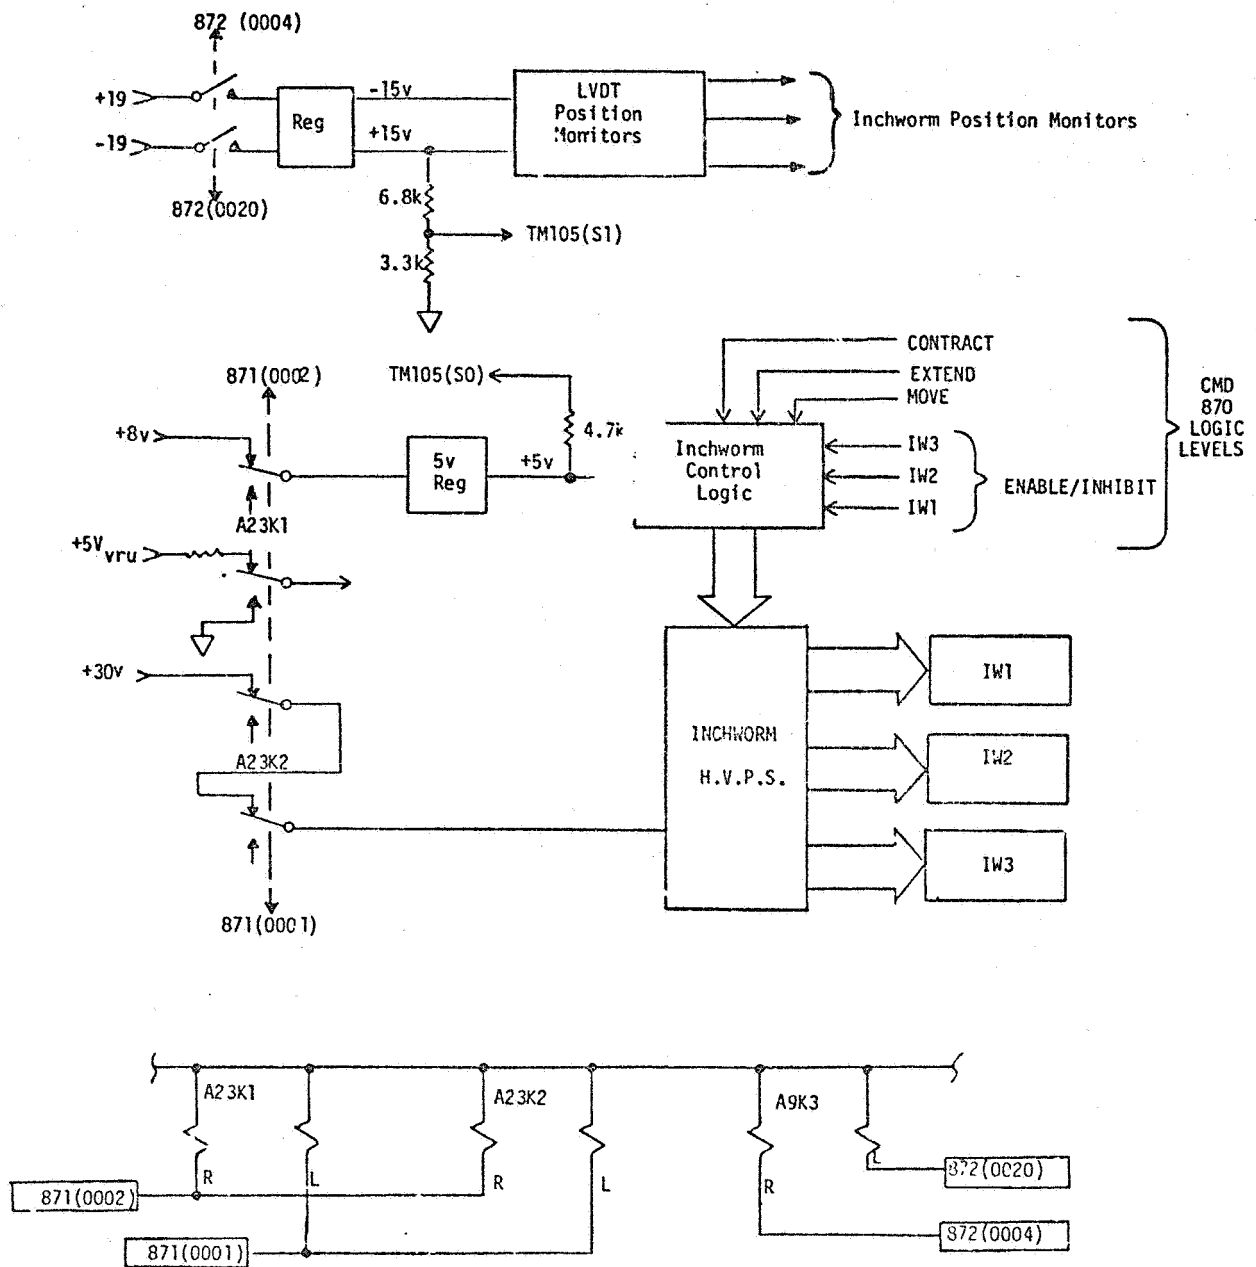 872 (0004)
+19
-19
Reg
-15v
+15v
872(0020)
LVDT
Position
Monitors
Inchworm Position Monitors
6.8k
TM105(S1)
3.3k
871(0002)
TM105(S0)
4.7k
+8v
5v
Reg
+5v
A23K1
+5V
vru
+30v
A23K2
871(0001)
CONTRACT
EXTEND
MOVE
Inchworm
Control
Logic
IW3
IW2
IW1
ENABLE/INHIBIT
CMD
870
LOGIC
LEVELS
INCHWORM
H.V.P.S.
IW1
IW2
IW3
A23K1
A23K2
A9K3
R
L
R
L
R
L
871(0002)
871(0001)
872(0020)
872(0004)